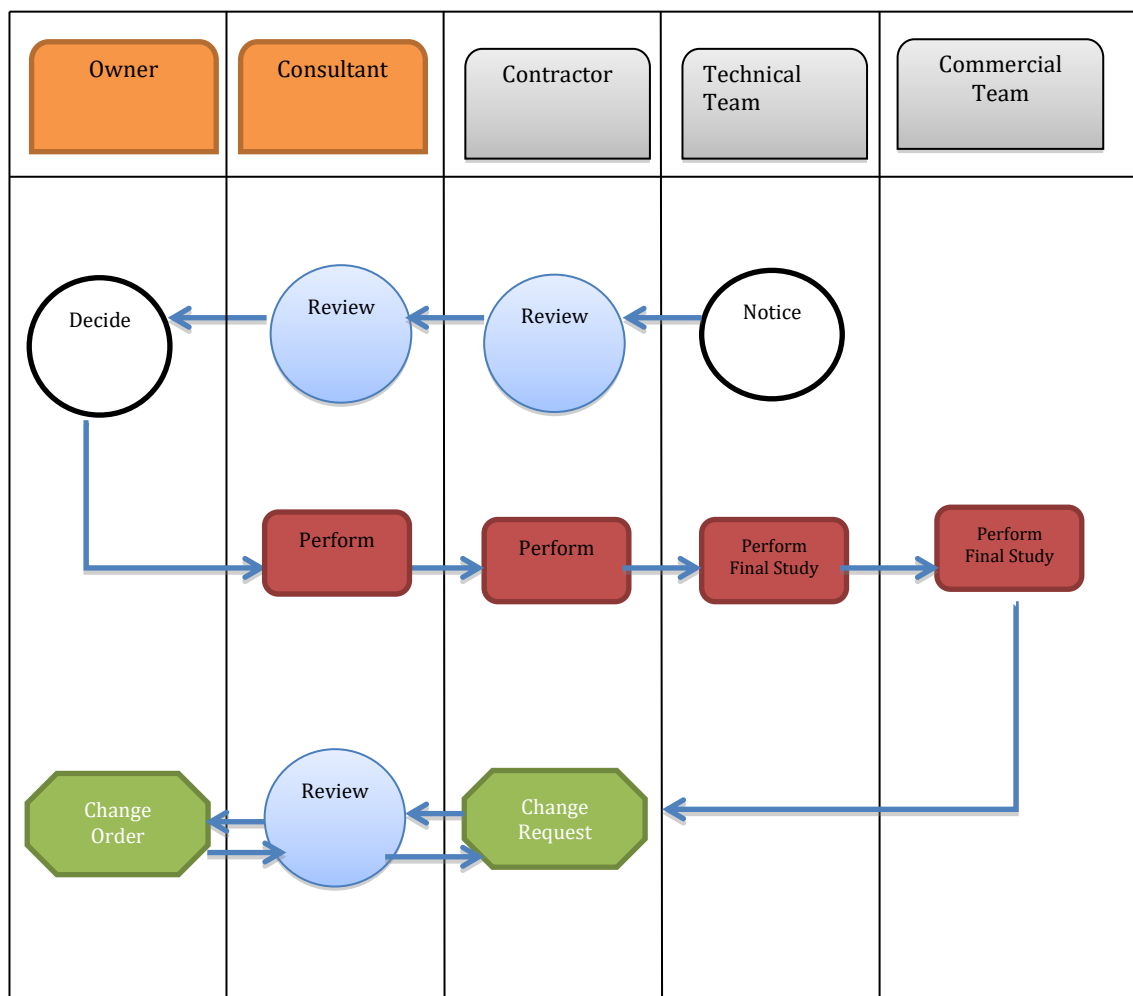 Owner
Consultant
Contractor
Technical
Team
Commercial
Team
Decide
Review
Review
Notice
Perform
Perform
Perform
Final Study
Perform
Final Study
Change
Order
Review
Change
Request